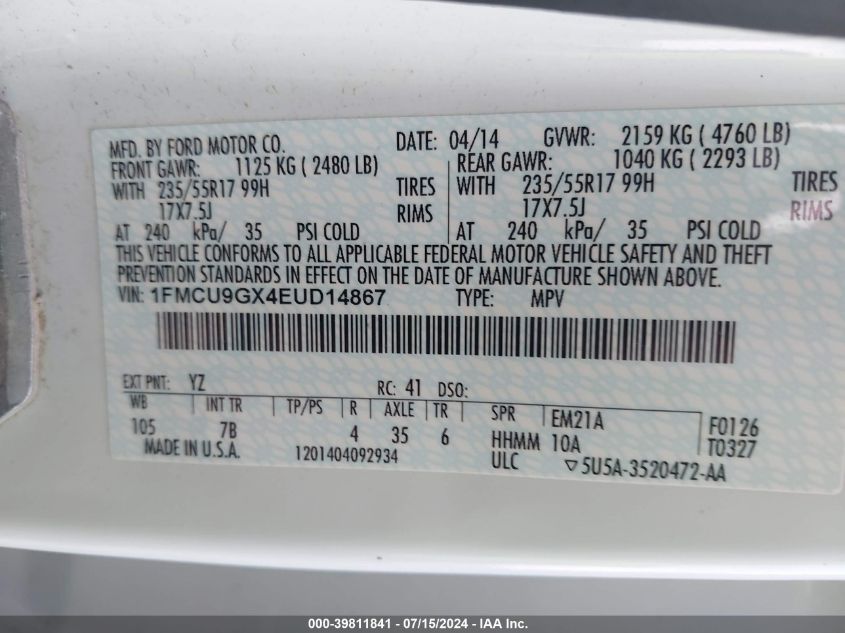 MFD. BY FORD MOTOR CO. DATE: 04/14 GVWR: 2159 KG ( 4760 LB)
FRONT GAWR: 1125 KG ( 2480 LB) REAR GAWR: 1040 KG ( 2293 LB)
WITH 235/55R17 99H TIRES WITH 235/55R17 99H TIRES
17X7.5J RIMS 17X7.5J RIMS
AT 240 kPa/ 35 PSI COLD AT 240 kPa/ 35 PSI COLD
THIS VEHICLE CONFORMS TO ALL APPLICABLE FEDERAL MOTOR VEHICLE SAFETY AND THEFT
PREVENTION STANDARDS IN EFFECT ON THE DATE OF MANUFACTURE SHOWN ABOVE.
VIN: 1FMCU9GX4EUD14867 TYPE: MPV
EXT PNT: YZ RC: 41 DSO:
WB INT TR TP/PS R AXLE TR SPR EM21A F0126
105 7B 4 35 6 HHMM 10A T0327
MADE IN U.S.A. 1201404092934 ULC ▽5U5A-3520472-AA
000-39811841 / 07/15/2024 - IAA Inc.